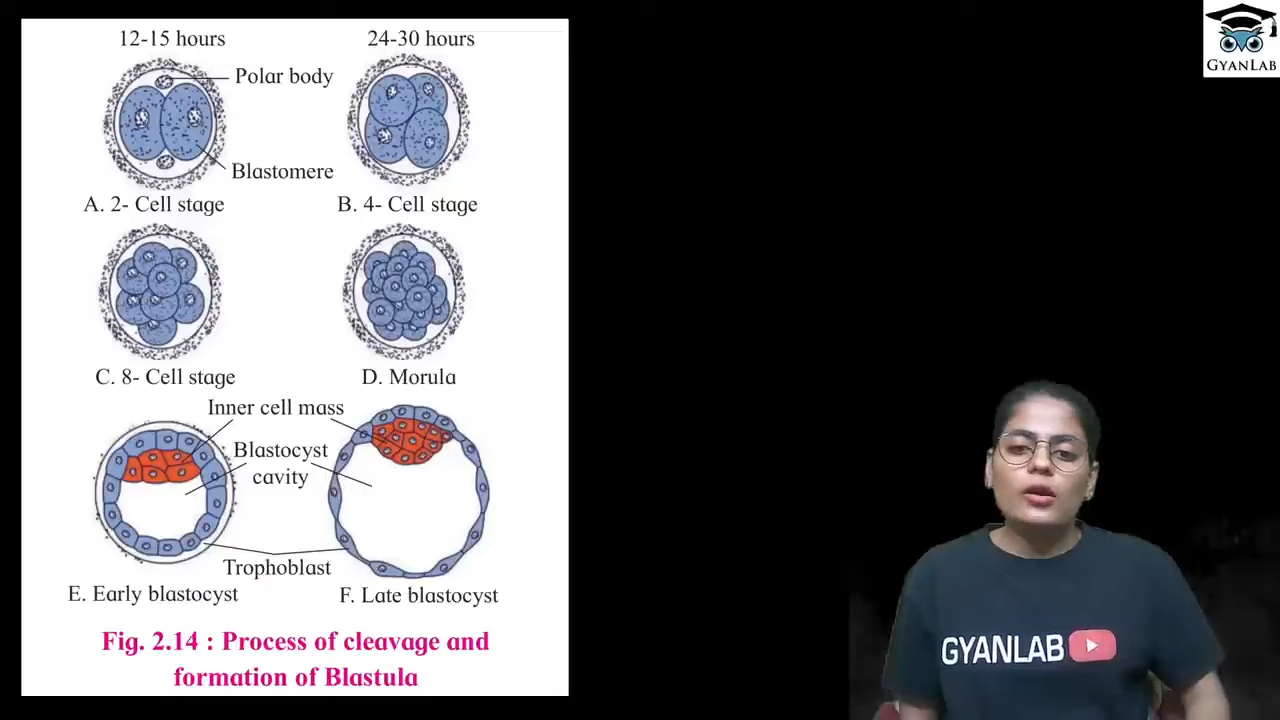 12-15 hours
24-30 hours
Polar body
Blastomere
A. 2- Cell stage
B. 4- Cell stage
C. 8- Cell stage
D. Morula
Inner cell mass
Blastocyst
cavity
Trophoblast
E. Early blastocyst
F. Late blastocyst
Fig. 2.14 : Process of cleavage and
formation of Blastula
GYANLAB
GYANLAB